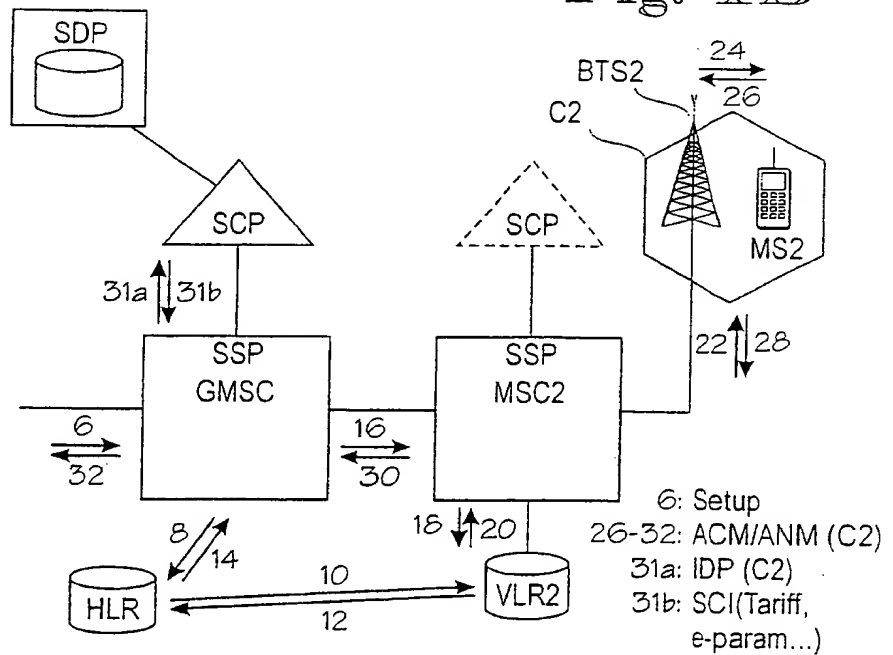 SDP
24
BTS2
26
C2
SCP
SCP
MS2
31a
31b
SSP
GMSC
SSP
MSC2
22
28
6
32
16
30
8
14
18
20
6: Setup
26-32: ACM/ANM (C2)
31a: IDP (C2)
31b: SCI(Tariff,
e-param...)
HLR
10
12
VLR2